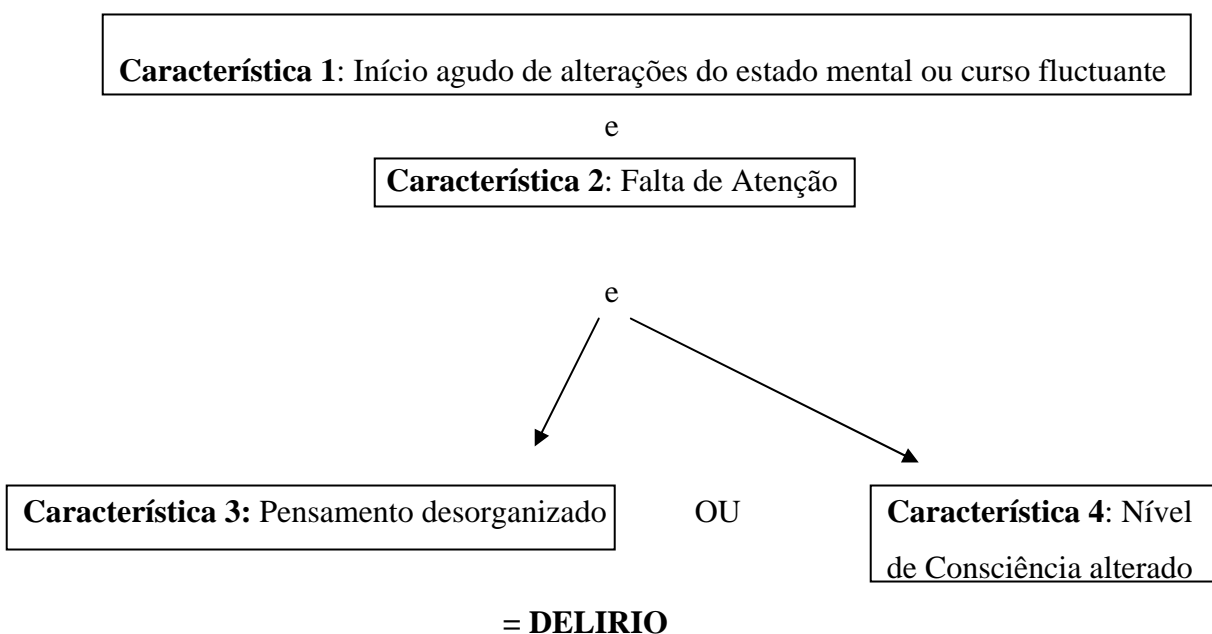 Característica 1: Início agudo de alterações do estado mental ou curso fluctuante
e
Característica 2: Falta de Atenção
e
Característica 3: Pensamento desorganizado
OU
Característica 4: Nível
de Consciência alterado
= DELIRIO